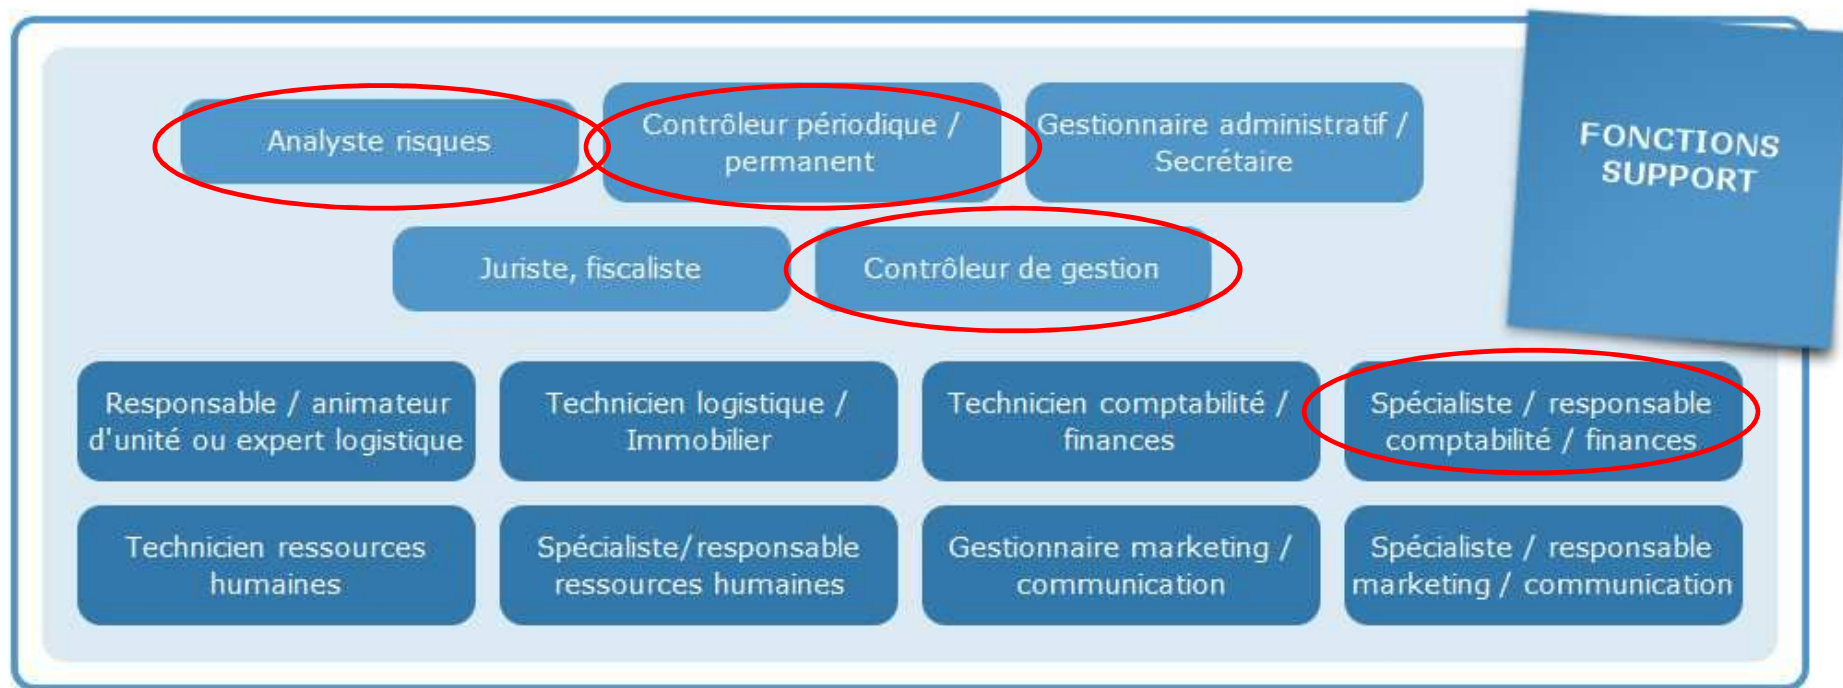 FONCTIONS
SUPPORT
Analyste risques
Contrôleur périodique /
permanent
Gestionnaire administratif /
Secrétaire
Juriste, fiscaliste
Contrôleur de gestion
Responsable / animateur
d'unité ou expert logistique
Technicien logistique /
Immobilier
Technicien comptabilité /
finances
Spécialiste / responsable
comptabilité / finances
Technicien ressources
humaines
Spécialiste/responsable
ressources humaines
Gestionnaire marketing /
communication
Spécialiste / responsable
marketing / communication